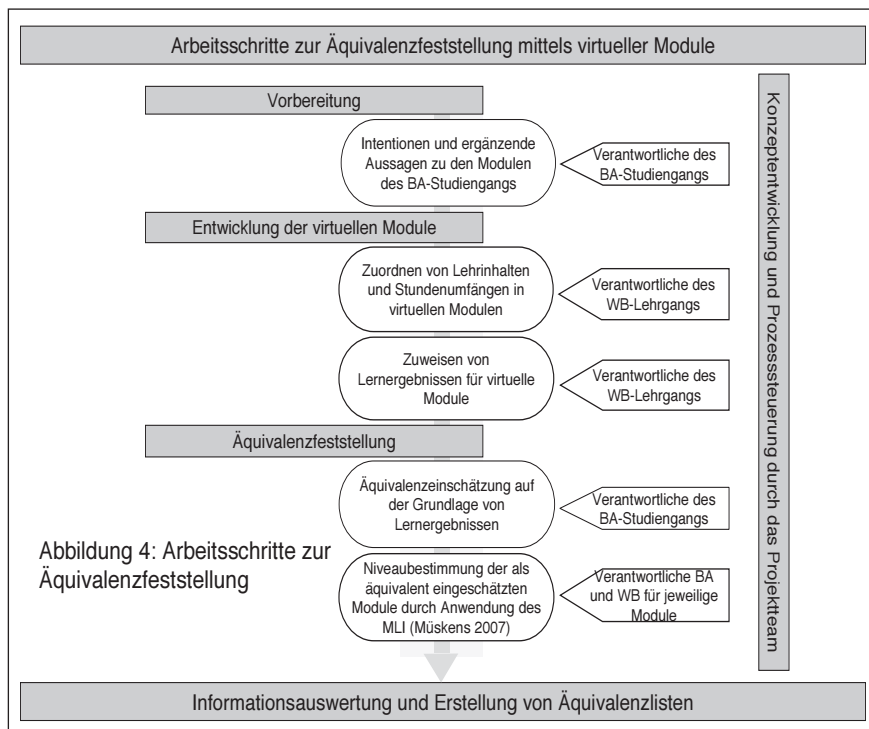 Arbeitsschritte zur Äquivalenzfeststellung mittels virtueller Module
Vorbereitung
Intentionen und ergänzende
Aussagen zu den Modulen
des BA-Studiengangs
Verantwortliche des
BA-Studiengangs
Entwicklung der virtuellen Module
Zuordnen von Lehrinhalten
und Stundenumfängen in
virtuellen Modulen
Verantwortliche des
WB-Lehrgangs
Zuweisen von
Lernergebnissen für virtuelle
Module
Verantwortliche des
WB-Lehrgangs
Äquivalenzfeststellung
Äquivalenzeinschätzung auf
der Grundlage von
Lernergebnissen
Verantwortliche des
BA-Studiengangs
Abbildung 4: Arbeitsschritte zur
Äquivalenzfeststellung
Niveaubestimmung der als
äquivalent eingeschätzten
Module durch Anwendung des
MLI (Müskens 2007)
Verantwortliche BA
und WB für jeweilige
Module
Konzeptentwicklung und Prozesssteuerung durch das Projektteam
Informationsauswertung und Erstellung von Äquivalenzlisten